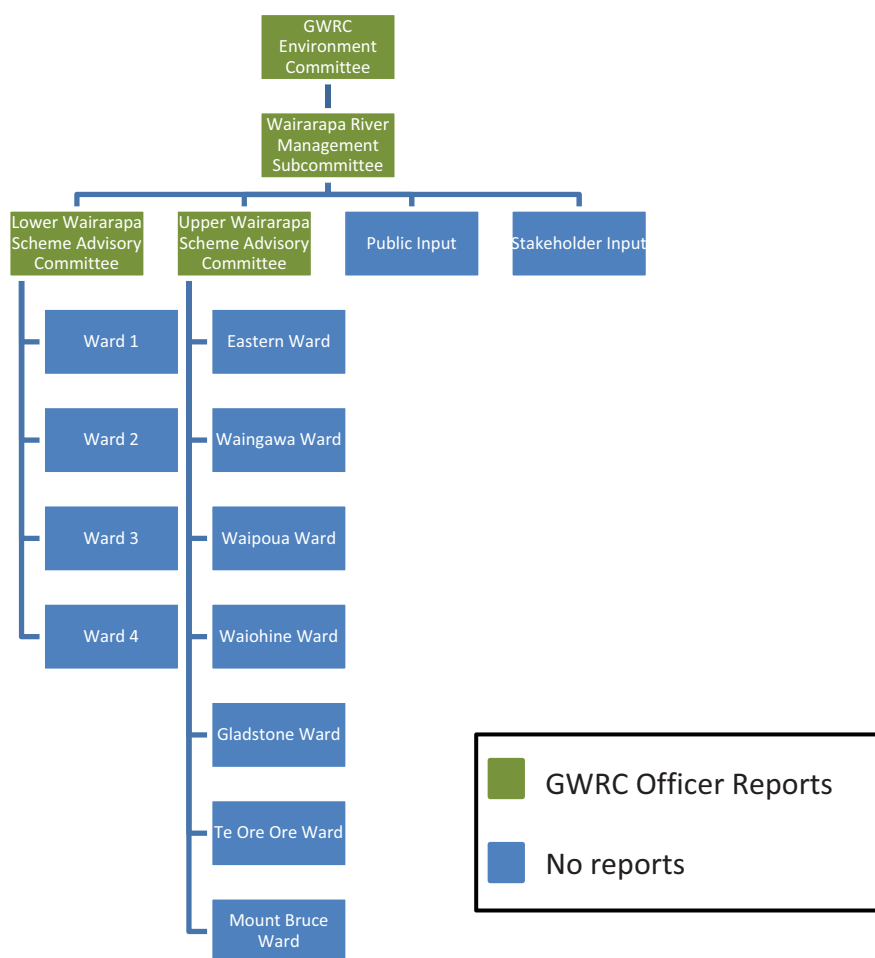 GWRC
Environment
Committee
Wairarapa River
Management
Subcommittee
Lower Wairarapa
Scheme Advisory
Committee
Upper Wairarapa
Scheme Advisory
Committee
Public Input
Stakeholder Input
Ward 1
Ward 2
Ward 3
Ward 4
Eastern Ward
Waingawa Ward
Waipoua Ward
Waiohine Ward
Gladstone Ward
Te Ore Ore Ward
Mount Bruce
Ward
GWRC Officer Reports
No reports